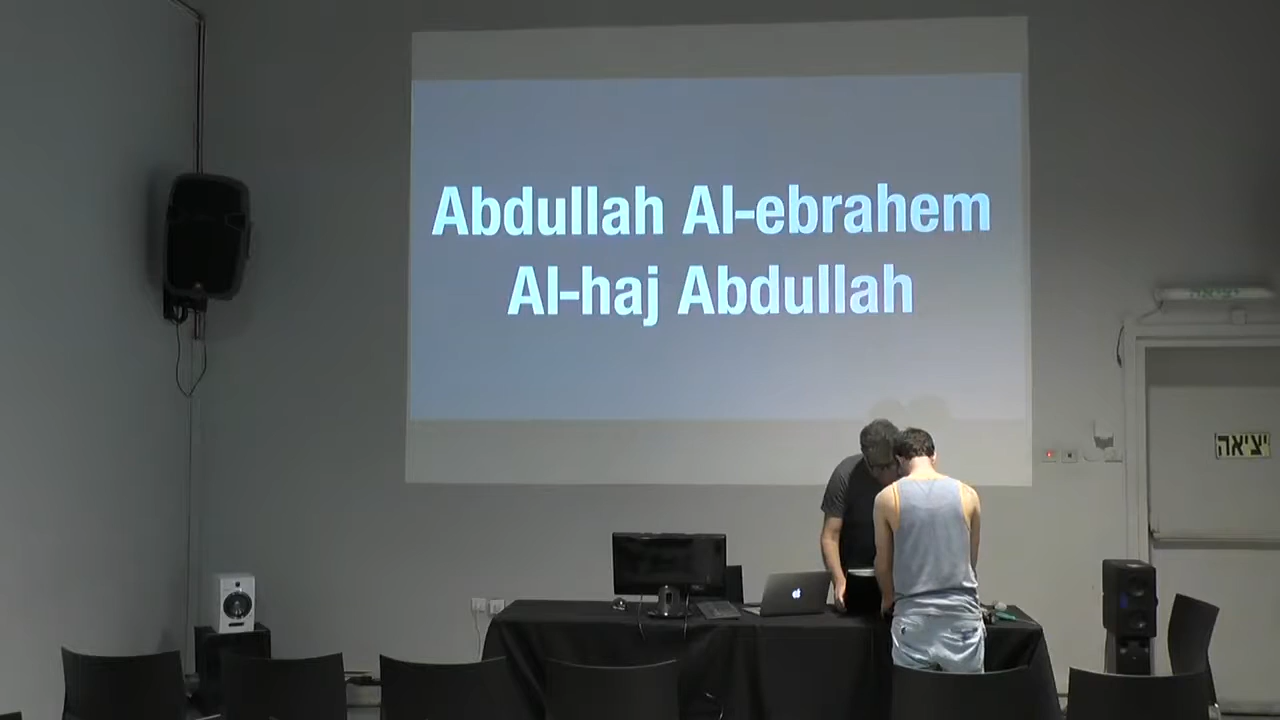 Abdullah Al-ebrahem
Al-haj Abdullah
יציאה